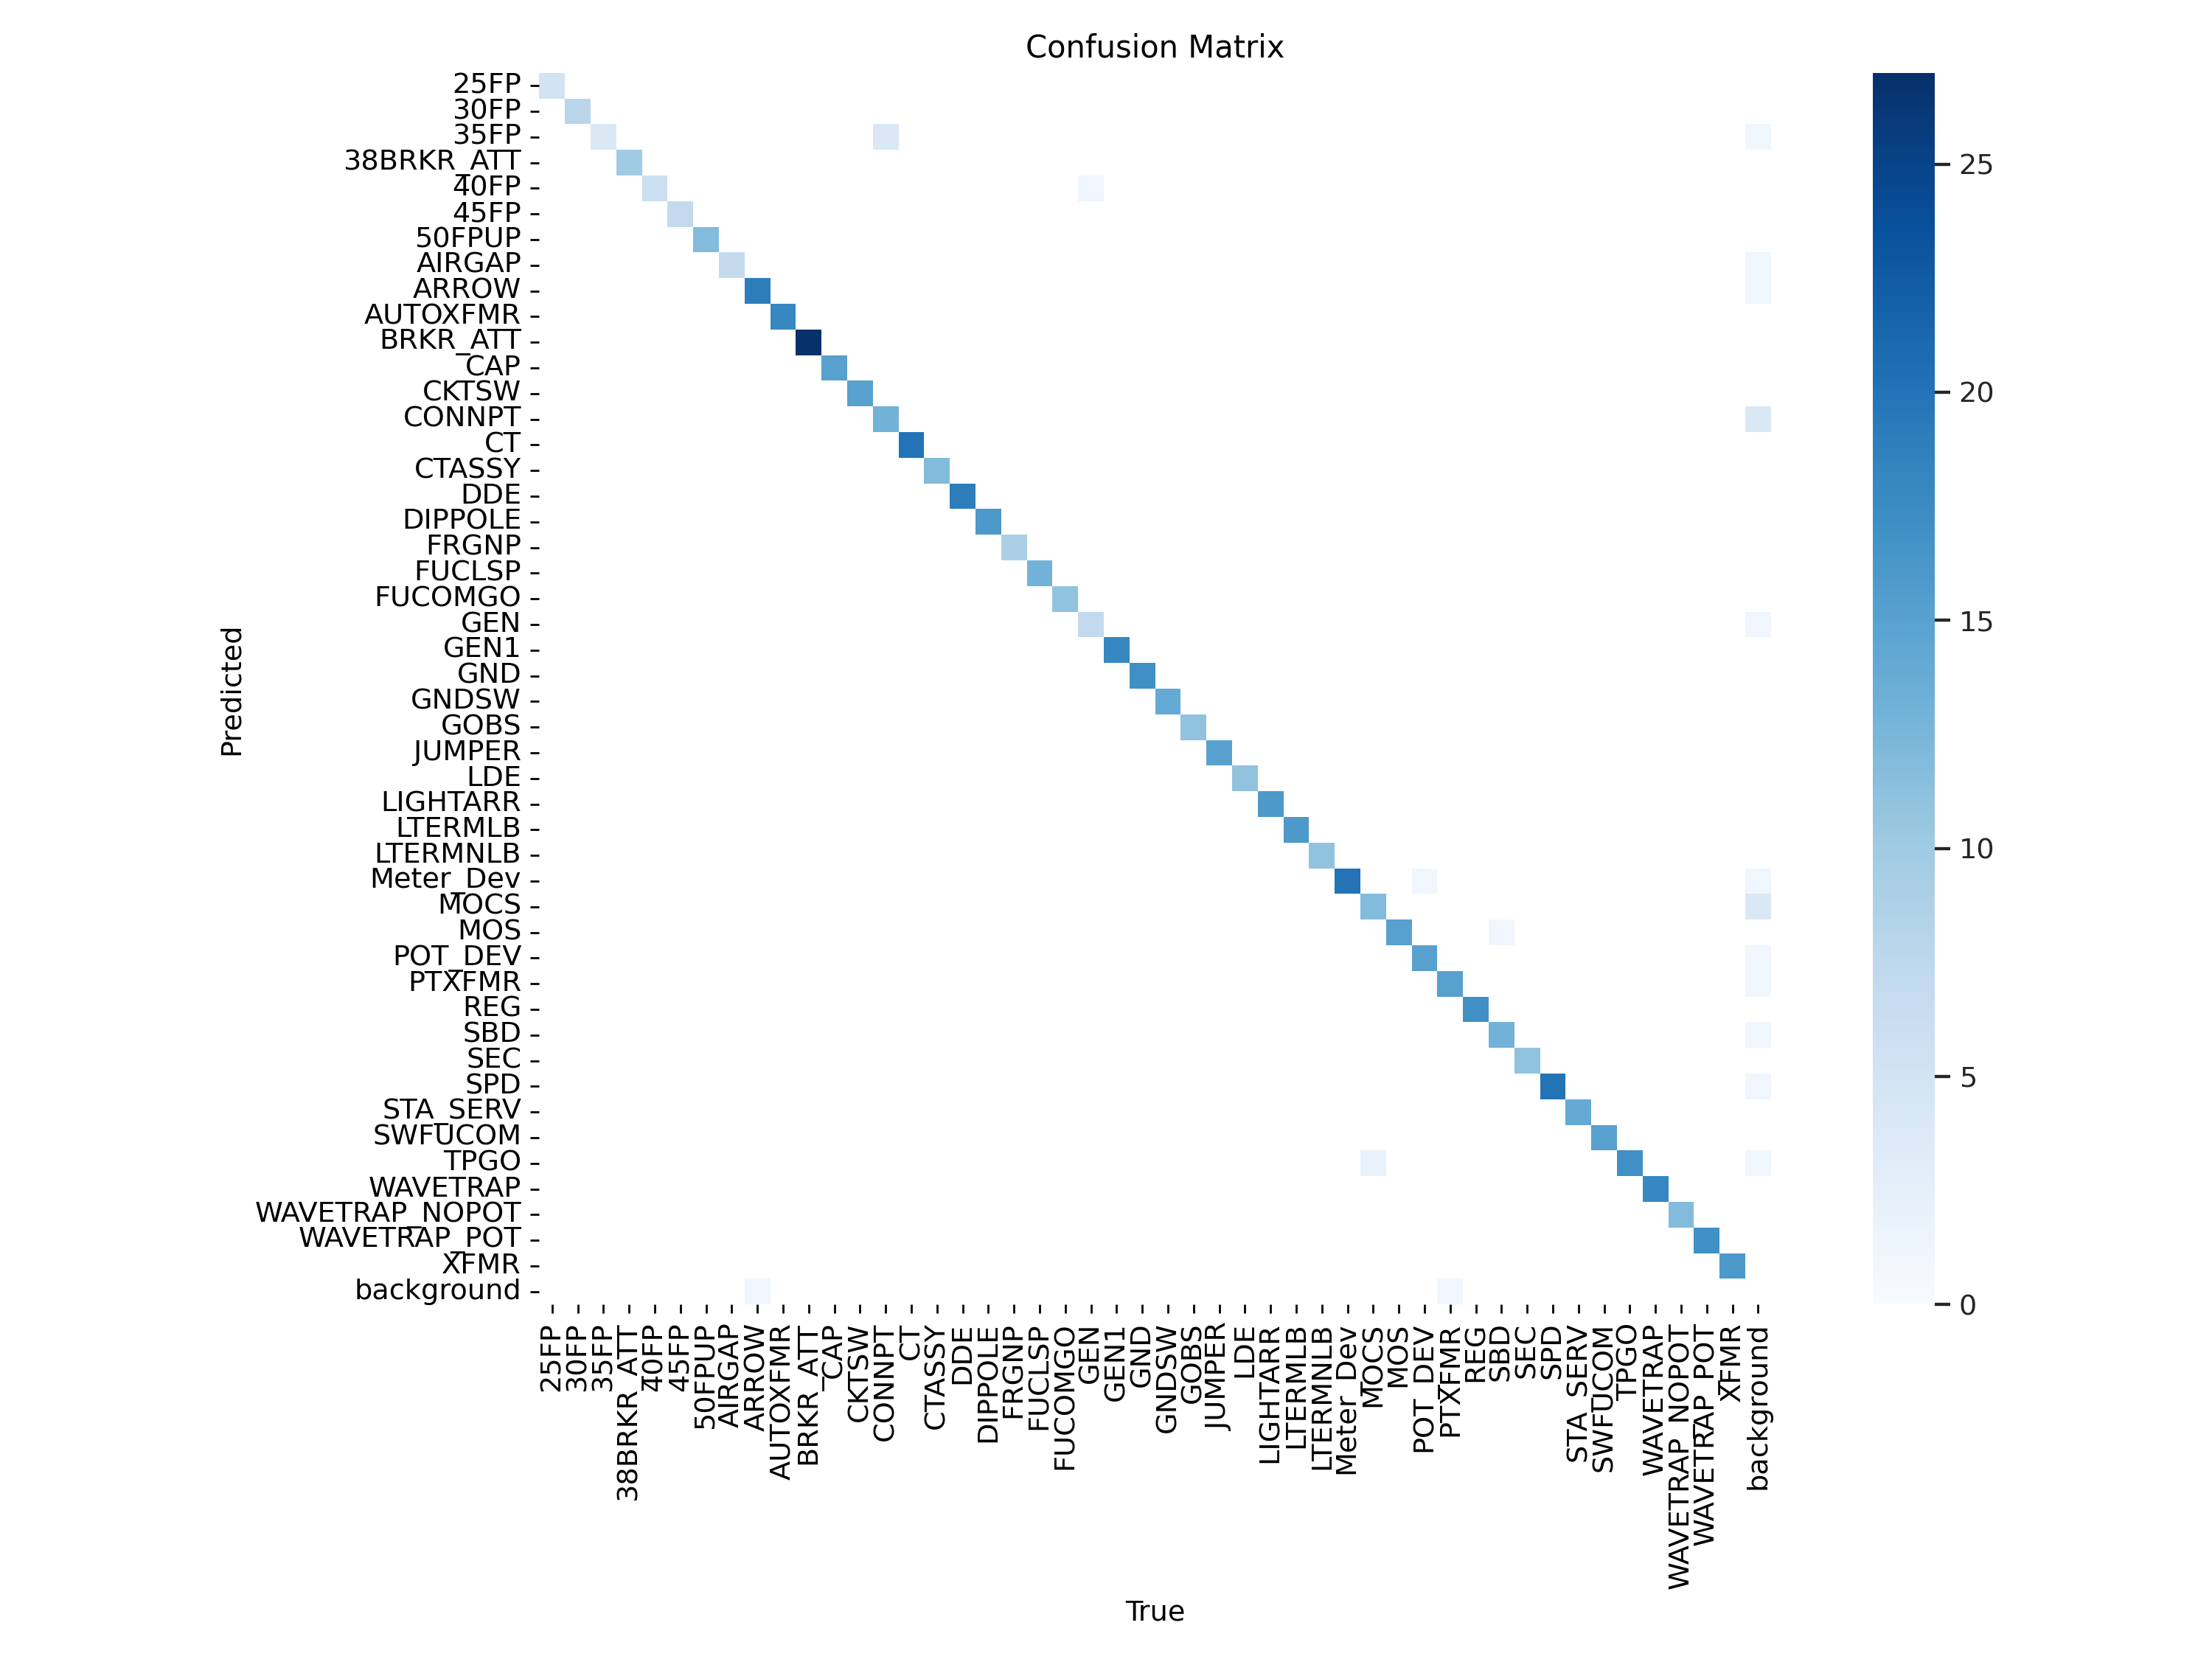 Confusion Matrix
25FP
30FP
35FP
38BRKR_ATT
40FP
45FP
50FPUP
AIRGAP
ARROW
AUTOXFMR
BRKR_ATT
CAP
CKTSW
CONNPT
CT
CTASSY
DDE
DIPPOLE
FRGNP
FUCLSP
FUCOMGO
GEN
GEN1
GND
GNDSW
GOBS
JUMPER
LDE
LIGHTARR
LTERMLB
LTERMNLB
Meter_Dev
MOCS
MOS
POT_DEV
PTXFMR
REG
SBD
SEC
SPD
STA_SERV
SWFUCOM
TPGO
WAVETRAP
WAVETRAP_NOPOT
WAVETRAP_POT
XFMR
background
Predicted
25FP
30FP
35FP
38BRKR_ATT
40FP
45FP
50FPUP
AIRGAP
ARROW
AUTOXFMR
BRKR_ATT
CAP
CKTSW
CONNPT
CT
CTASSY
DDE
DIPPOLE
FRGNP
FUCLSP
FUCOMGO
GEN
GEN1
GND
GNDSW
GOBS
JUMPER
LDE
LIGHTARR
LTERMLB
LTERMNLB
Meter_Dev
MOCS
MOS
POT_DEV
PTXFMR
REG
SBD
SEC
SPD
STA_SERV
SWFUCOM
TPGO
WAVETRAP
WAVETRAP_NOPOT
WAVETRAP_POT
XFMR
background
True
25
20
15
10
5
0